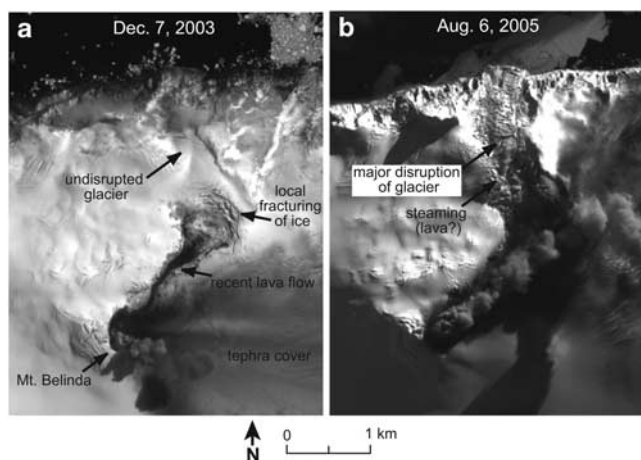 a
Dec. 7, 2003
undisrupted
glacier
local
fracturing
of ice
recent lava flow
tephra cover
Mt. Belinda
b
Aug. 6, 2005
major disruption
of glacier
steaming
(lava?)
N
0
1 km